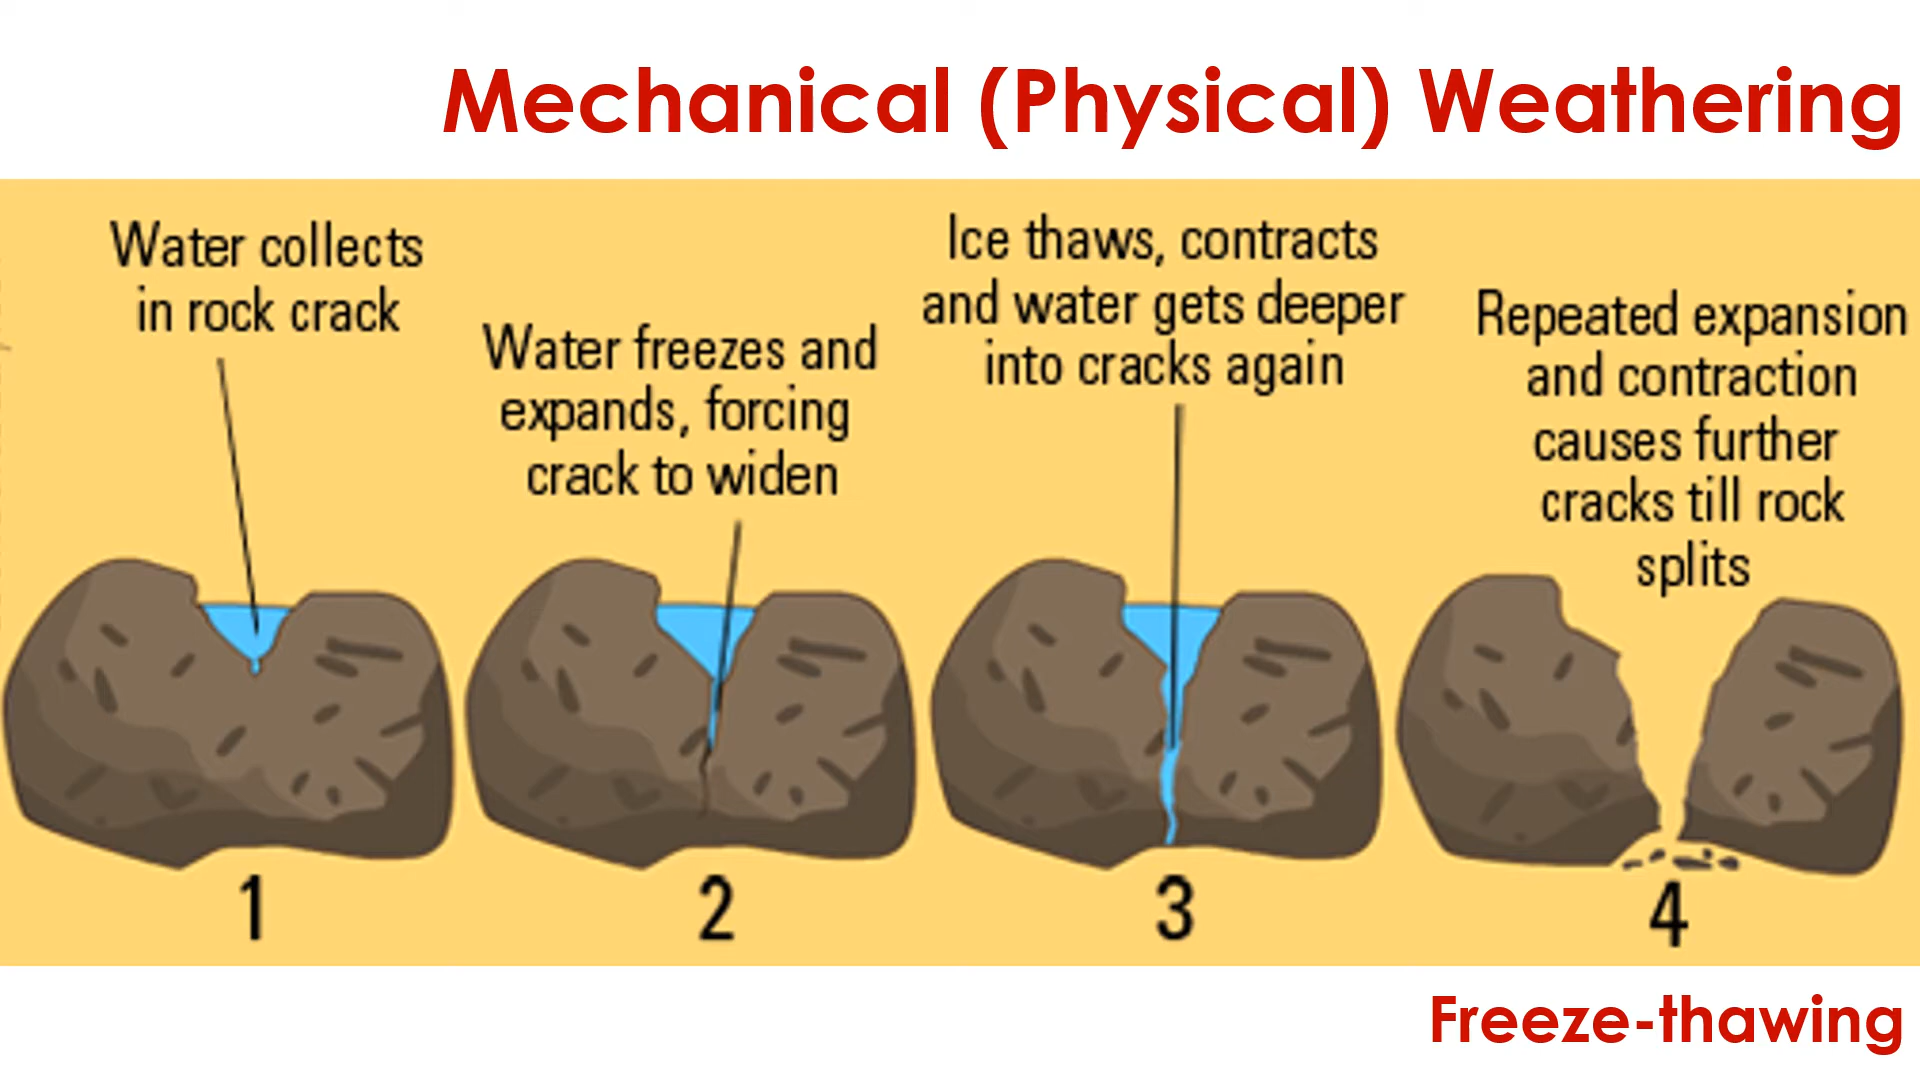 Mechanical (Physical) Weathering
Water collects
in rock crack
1
Water freezes and
expands, forcing
crack to widen
2
Ice thaws, contracts
and water gets deeper
into cracks again
3
Repeated expansion
and contraction
causes further
cracks till rock
splits
4
Freeze-thawing